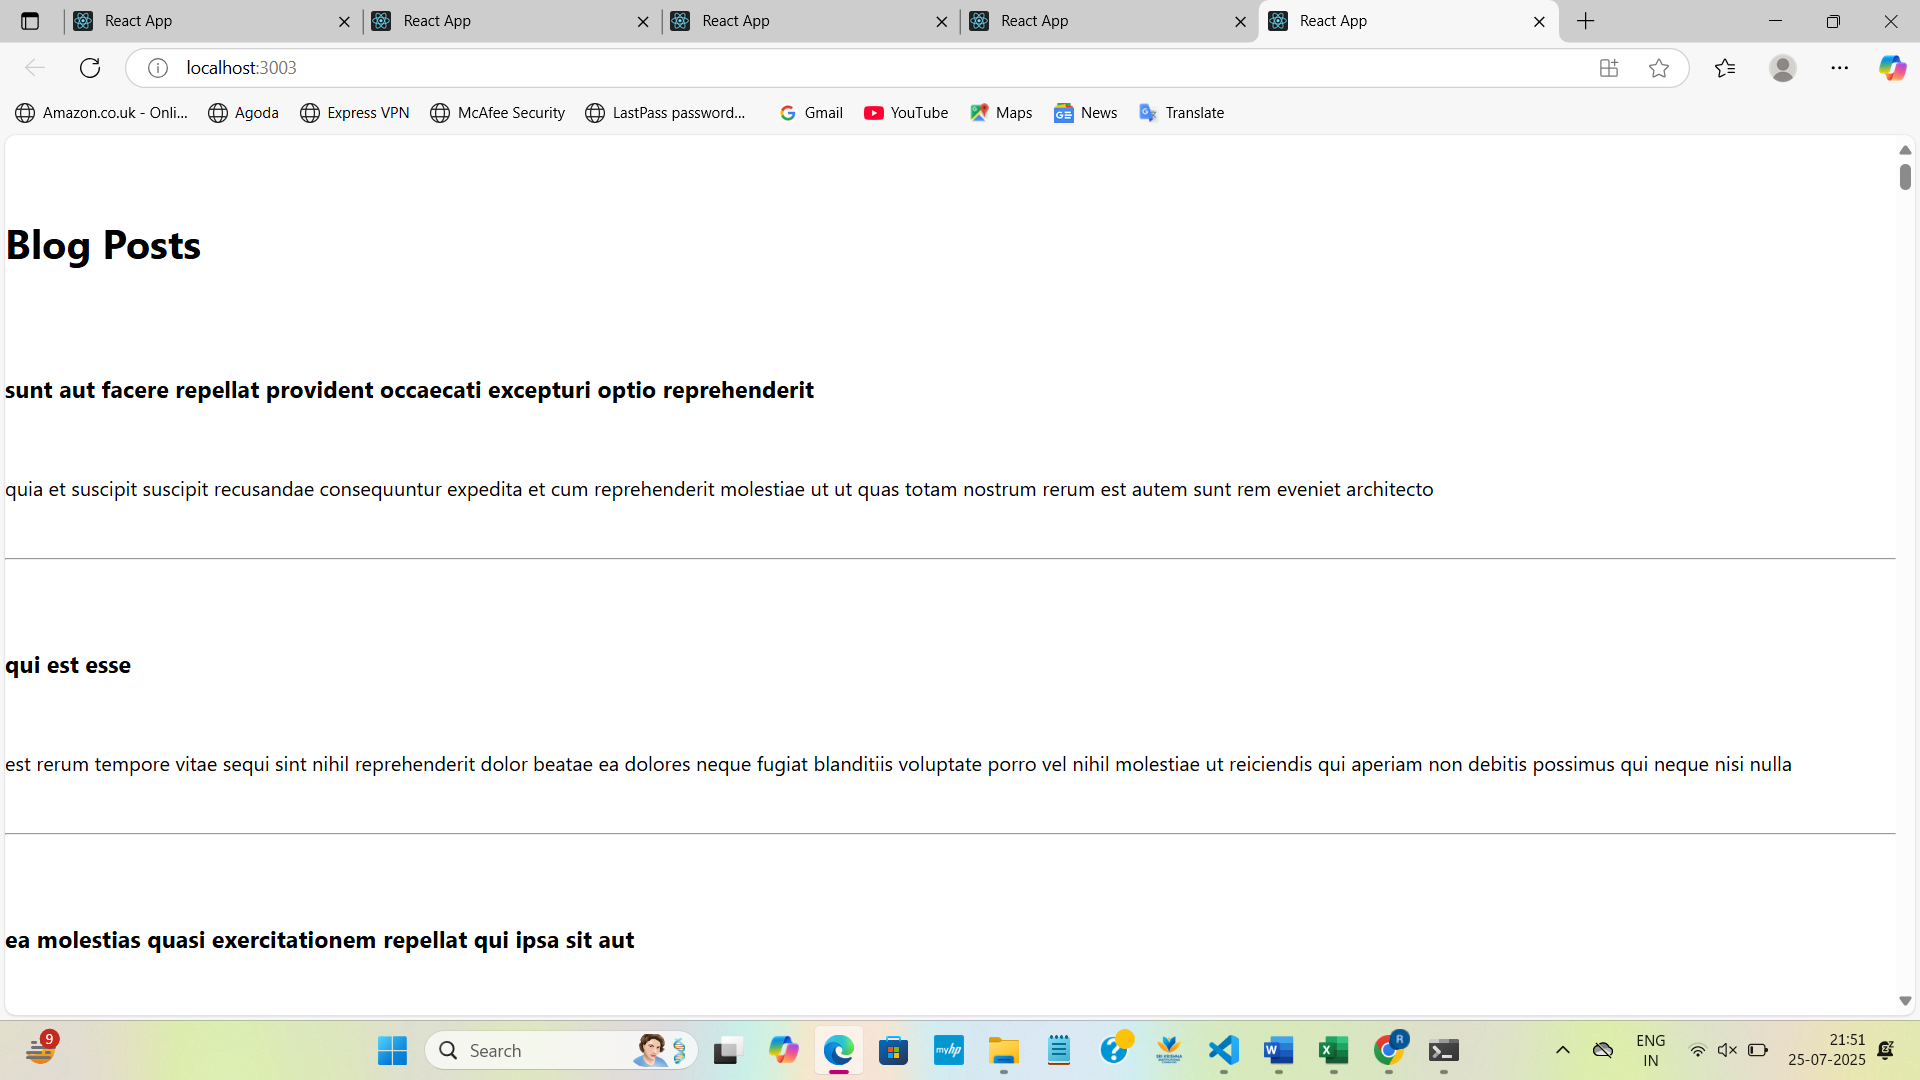 React App
React App
React App
React App
React App
localhost:3003
Amazon.co.uk - Onli...
Agoda
Express VPN
McAfee Security
LastPass password...
Gmail
YouTube
Maps
News
Translate
Blog Posts
sunt aut facere repellat provident occaecati excepturi optio reprehenderit
quia et suscipit suscipit recusandae consequuntur expedita et cum reprehenderit molestiae ut ut quas totam nostrum rerum est autem sunt rem eveniet architecto
qui est esse
est rerum tempore vitae sequi sint nihil reprehenderit dolor beatae ea dolores neque fugiat blanditiis voluptate porro vel nihil molestiae ut reiciendis qui aperiam non debitis possimus qui neque nisi nulla
ea molestias quasi exercitationem repellat qui ipsa sit aut
9
Search
myhp
R
ENG
IN
21:51
25-07-2025